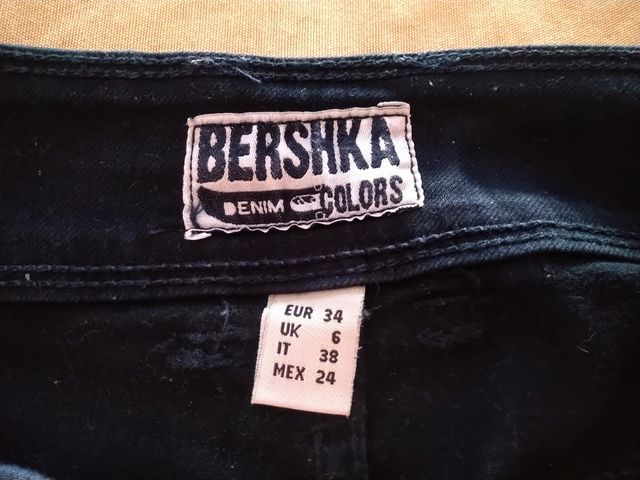 BERSHKA
DENIM COLORS
EUR 34
UK 6
IT 38
MEX 24